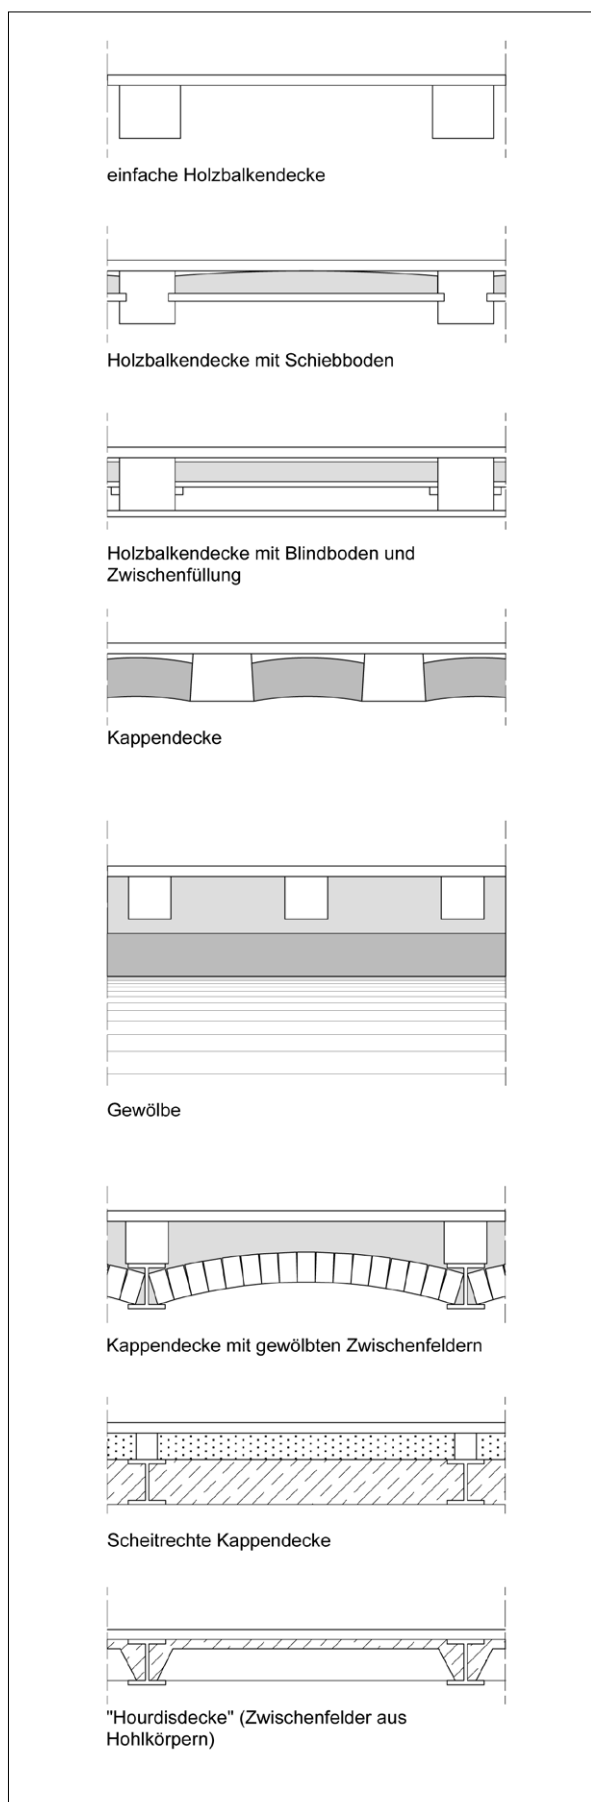 einfache Holzbalkendecke
Holzbalkendecke mit Schiebboden
Holzbalkendecke mit Blindboden und
Zwischenfüllung
Kappendecke
Gewölbe
Kappendecke mit gewölbten Zwischenfeldern
Scheitrechte Kappendecke
"Hourdisdecke" (Zwischenfelder aus
Hohlkörpern)